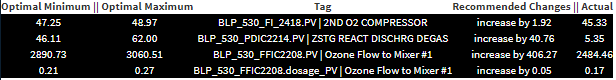 Optimal Minimum || Optimal Maximum Tag Name Recommended Changes || Actual
47.25 48.97 BLP_530_FI_2418.PV | 2ND O2 COMPRESSOR increase by 1.92 45.33
46.11 62.00 BLP_530_PDIC2214.PV | ZSTG REACT DISCHRG DEGAS increase by 40.76 5.35
2890.73 3060.51 BLP_530_FFIC2208.PV | Ozone Flow to Mixer #1 increase by 406.27 2484.46
0.21 0.27 BLP_530_FFIC2208.dosage_PV | Ozone Flow to Mixer #1 increase by 0.05 0.17